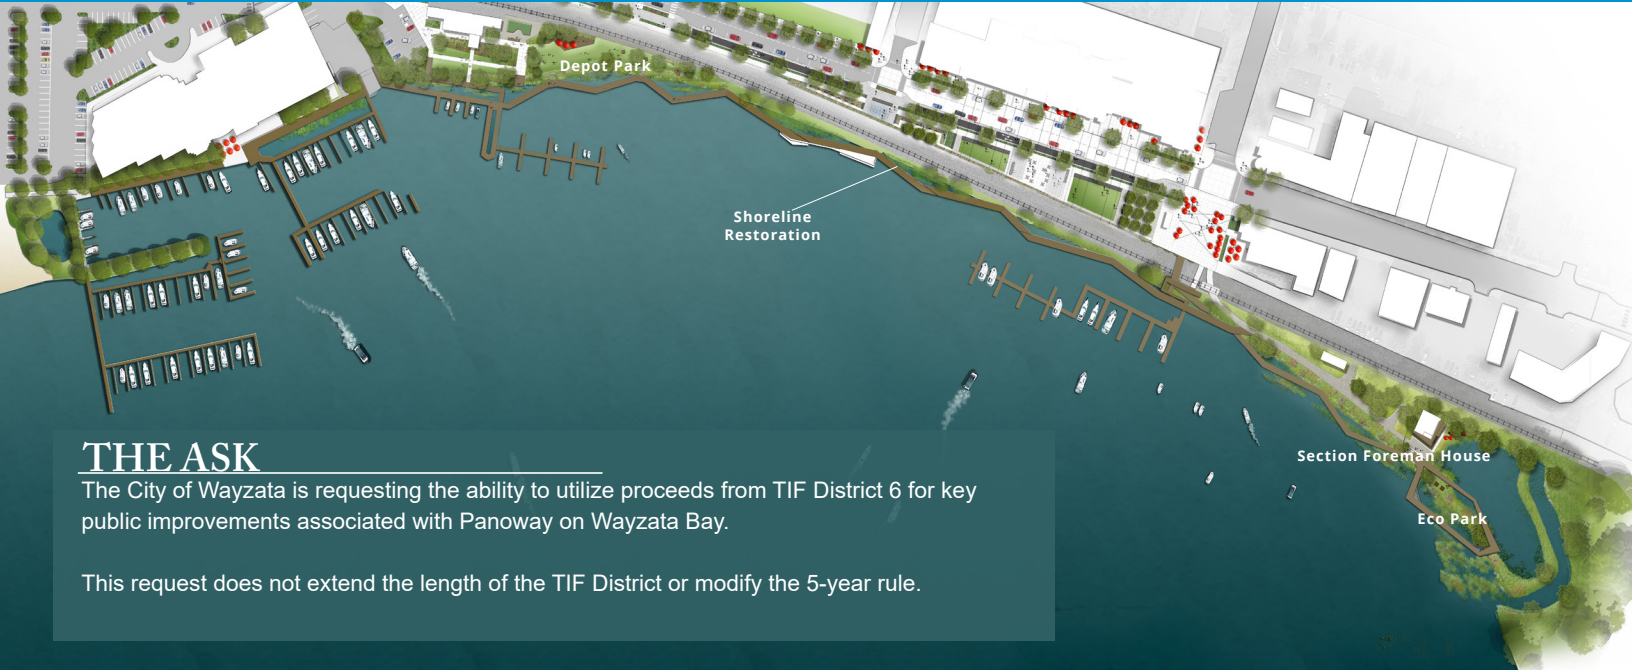 Depot Park
Shoreline
Restoration
THE ASK
The City of Wayzata is requesting the ability to utilize proceeds from TIF District 6 for key
public improvements associated with Panoway on Wayzata Bay.
This request does not extend the length of the TIF District or modify the 5-year rule.
Section Foreman House
Eco Park